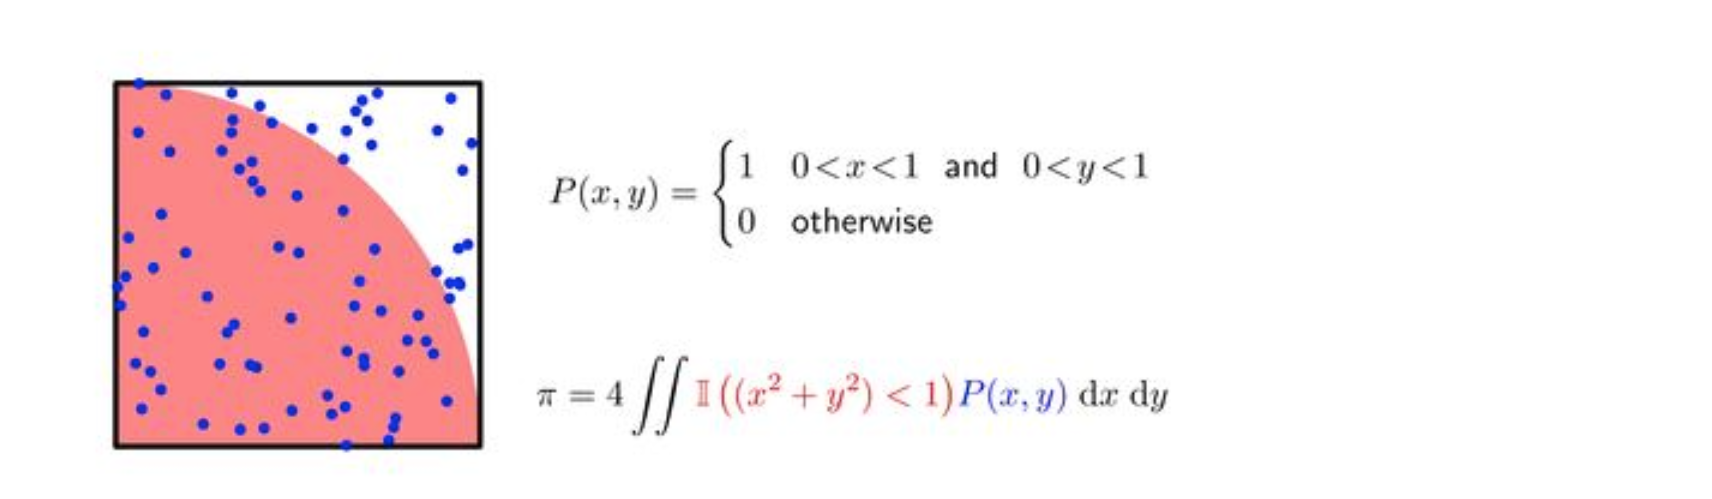 P(x, y) = { 1 0<x<1 and 0<y<1
0 otherwise
π = 4 ∬ 𝕀((x² + y²) < 1)P(x, y) dx dy